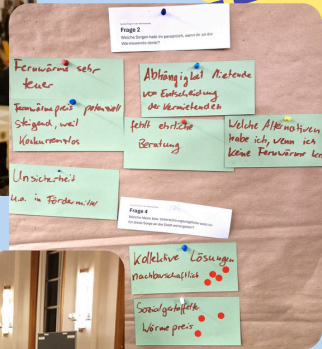 Frage 2
Welche Sorgen habt ihr persönlich, wenn ihr an die
Wärmewende denkt?
Fernwärme sehr
teuer
Fernwärmepreis potenziell
steigend, weil
Konkurrenzlos
Abhängigkeit Mietende
von Entscheidung
der Vermietenden
fehlt ehrliche
Beratung
Welche Alternativen
habe ich, wenn ich
keine Fernwärme
Unsicherheit
u.a. in Fördermittel
Frage 4
Kollektive Lösungen
nachbarschaftlich
Sozialgestaffelte
Wärmepreis